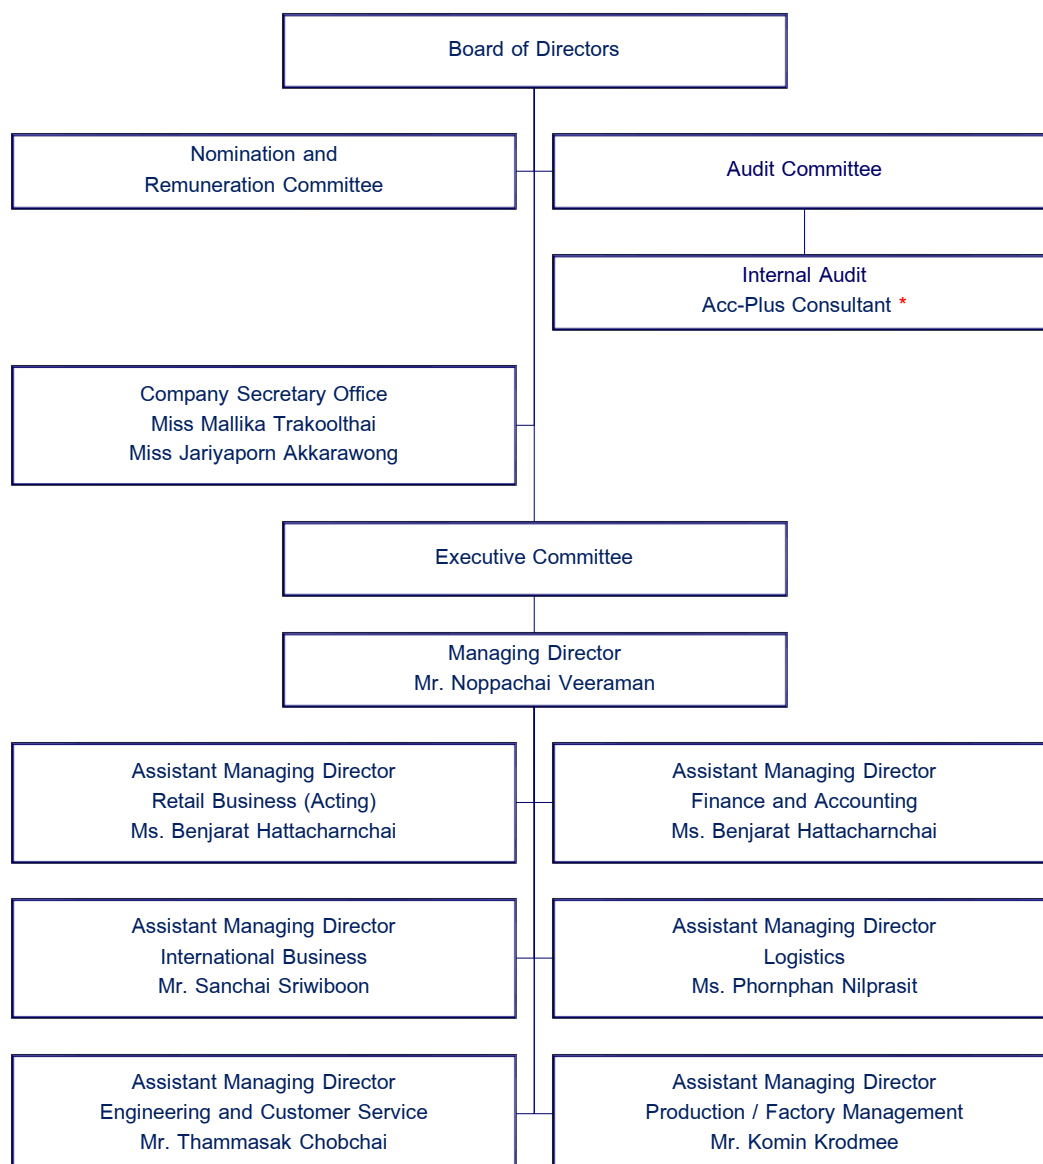 Board of Directors
Nomination and
Remuneration Committee
Audit Committee
Internal Audit
Acc-Plus Consultant *
Company Secretary Office
Miss Mallika Trakoolthai
Miss Jariyaporn Akkarawong
Executive Committee
Managing Director
Mr. Noppachai Veeraman
Assistant Managing Director
Retail Business (Acting)
Ms. Benjarat Hattacharnchai
Assistant Managing Director
Finance and Accounting
Ms. Benjarat Hattacharnchai
Assistant Managing Director
International Business
Mr. Sanchai Sriwiboon
Assistant Managing Director
Logistics
Ms. Phornphan Nilprasit
Assistant Managing Director
Engineering and Customer Service
Mr. Thammasak Chobchai
Assistant Managing Director
Production / Factory Management
Mr. Komin Krodmee